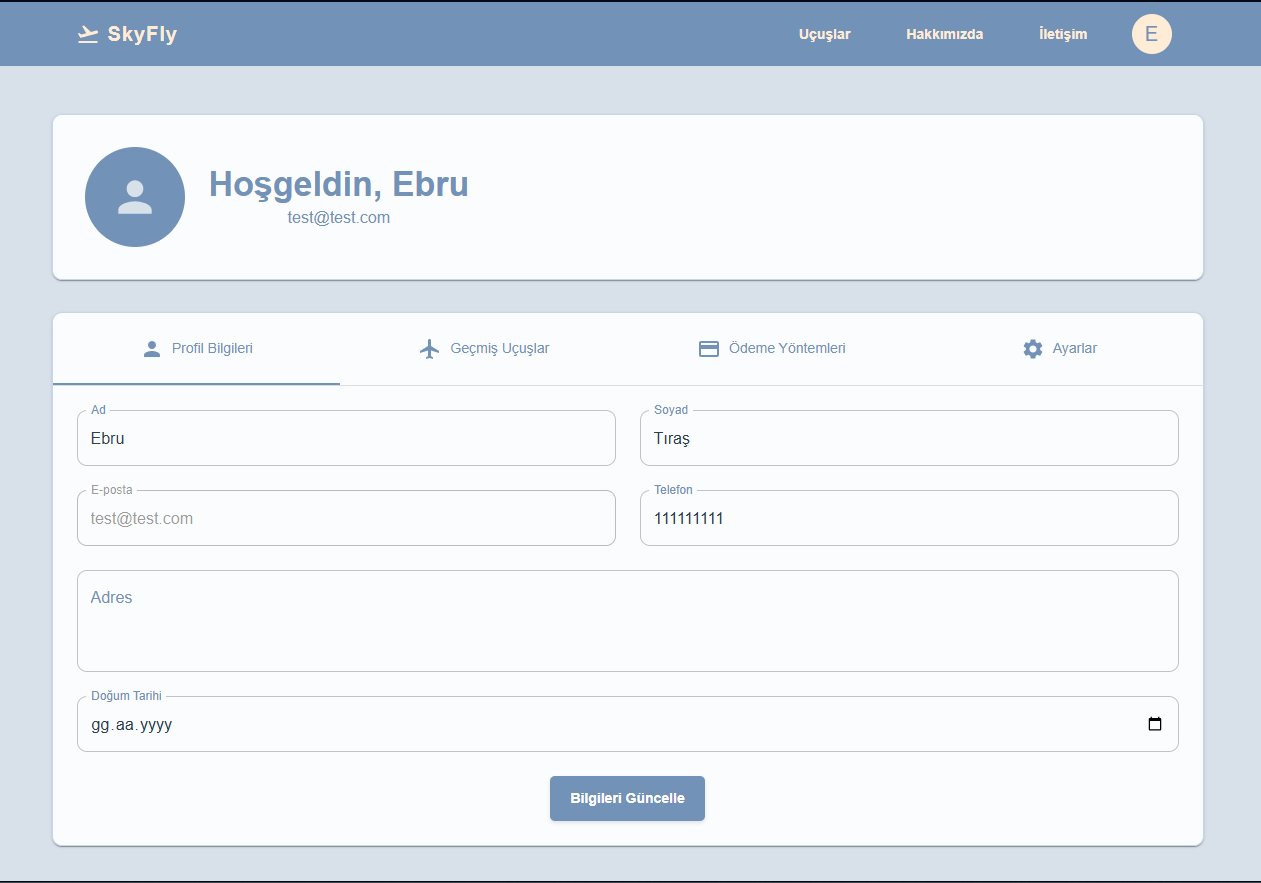 SkyFly
Uçuşlar Hakkımızda İletişim E
Hoşgeldin, Ebru
test@test.com
Profil Bilgileri Geçmiş Uçuşlar Ödeme Yöntemleri Ayarlar
Ad Soyad
Ebru Tıraş
E-posta Telefon
test@test.com 111111111
Adres
Doğum Tarihi
gg.aa.yyyy
Bilgileri Güncelle